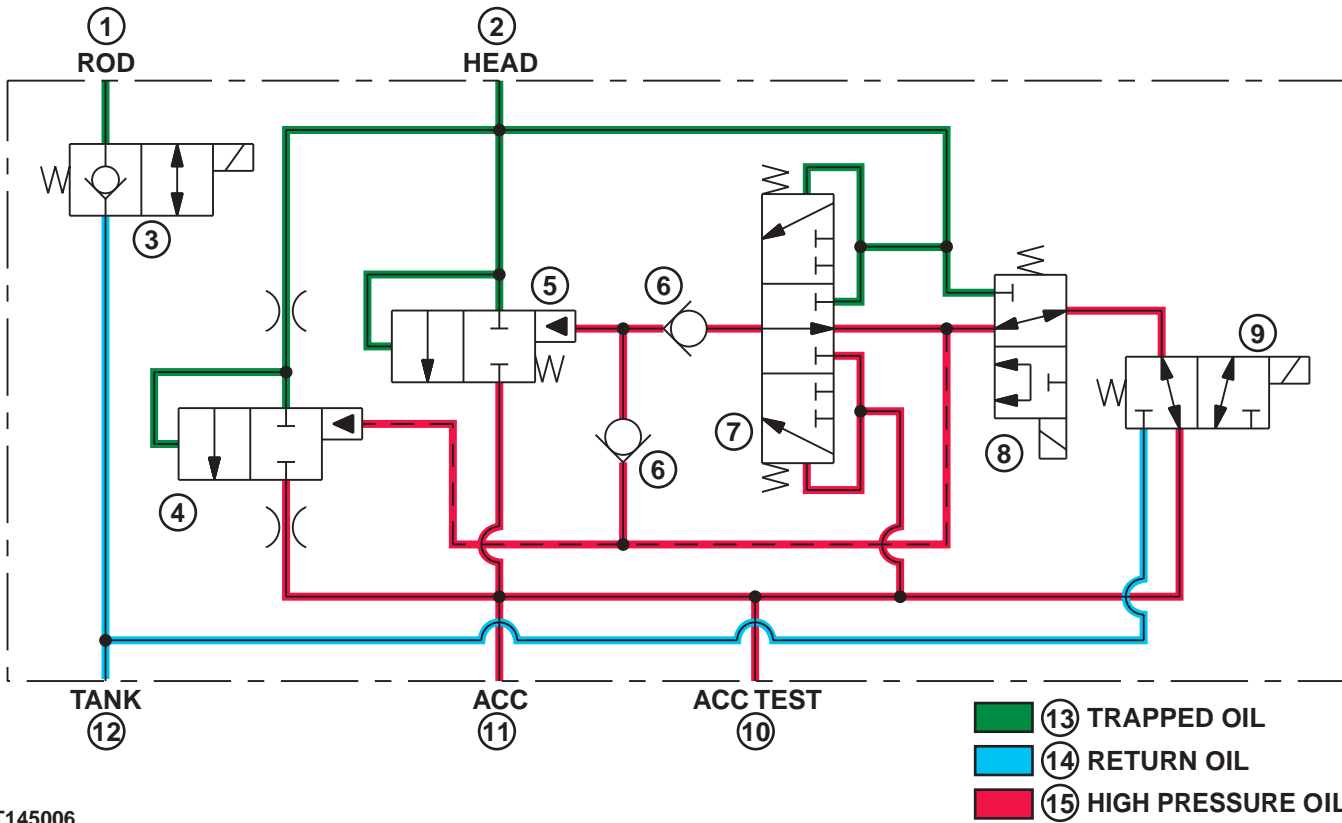 1
ROD
2
HEAD
3
5
6
9
7
6
8
4
TANK
12
ACC
11
ACC TEST
10
13 TRAPPED OIL
14 RETURN OIL
15 HIGH PRESSURE OIL
T145006